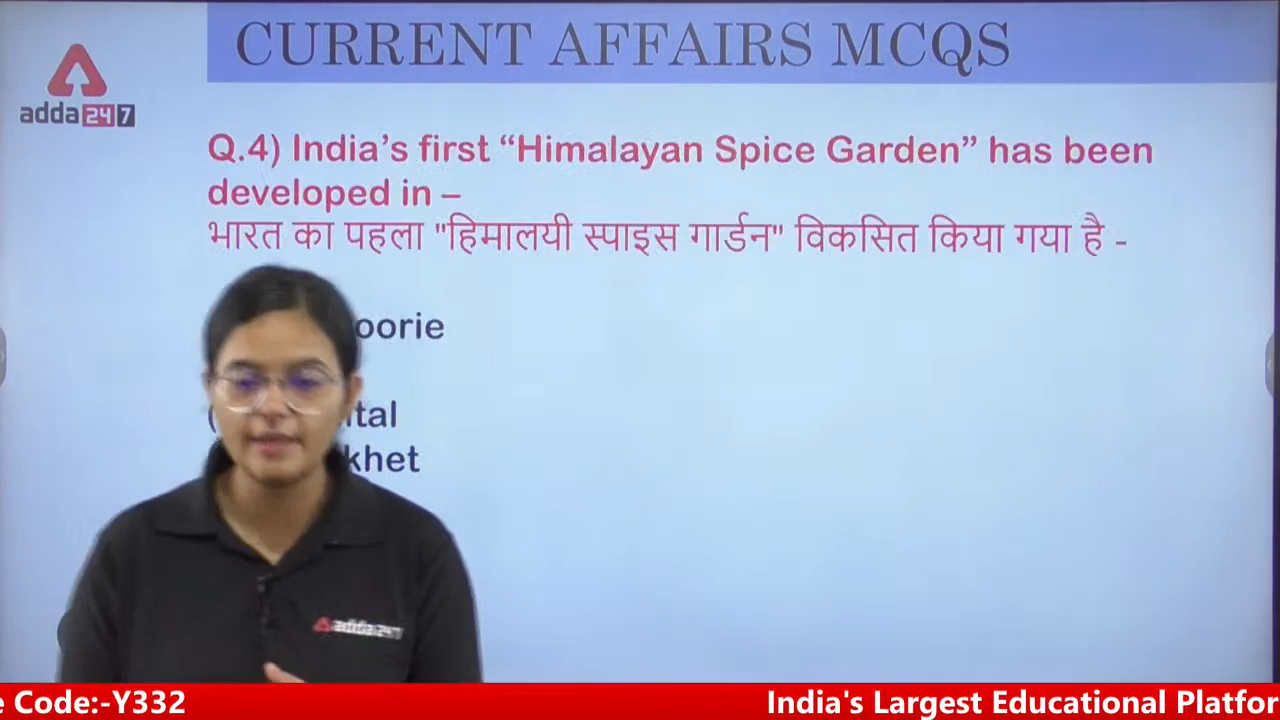 CURRENT AFFAIRS MCQS
adda247
Q.4) India's first “Himalayan Spice Garden” has been
developed in –
भारत का पहला "हिमालयी स्पाइस गार्डन" विकसित किया गया है -
oorie
ital
khet
adda247
e Code:-Y332
India's Largest Educational Platfor